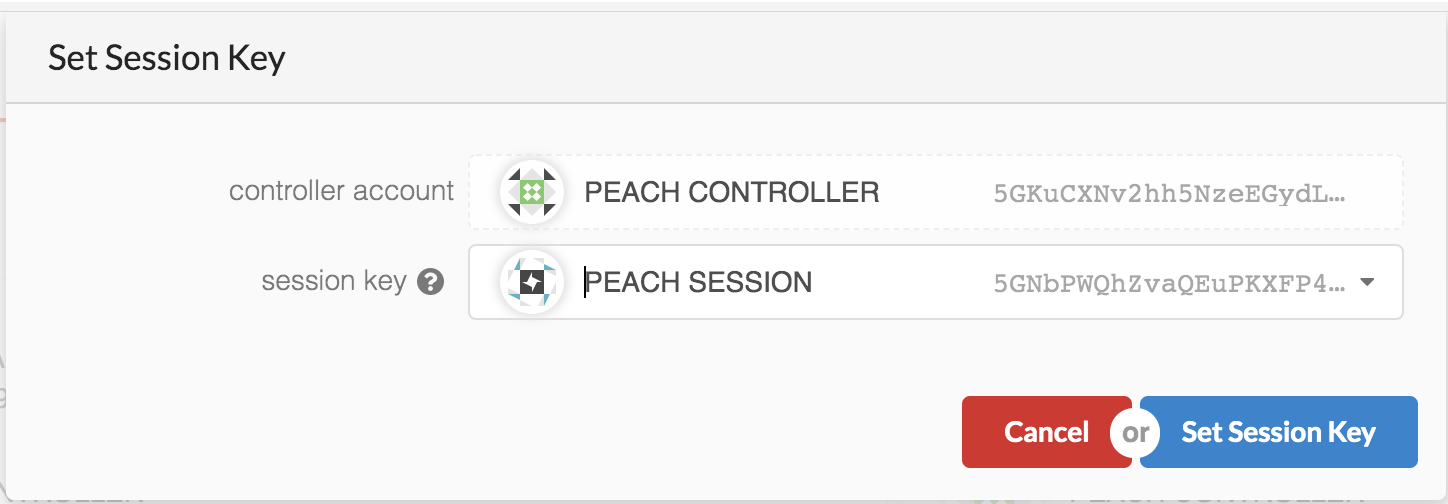 Set Session Key
controller account PEACH CONTROLLER 5GKuCXNv2hh5NzeEGydL…
session key ? PEACH SESSION 5GNbPWQhZvaQEuPKXFP4…
Cancel or Set Session Key